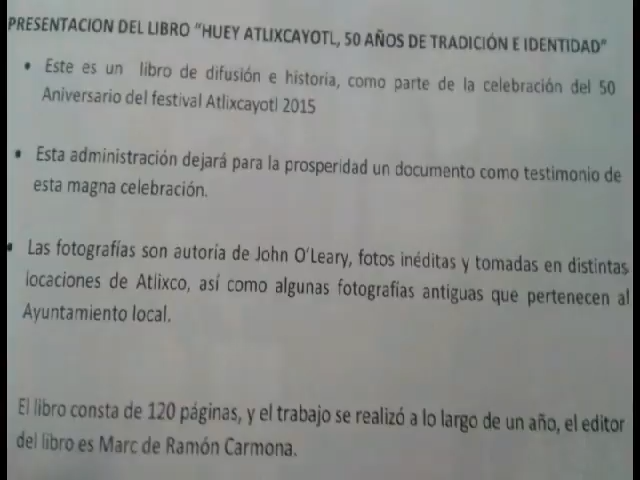 PRESENTACION DEL LIBRO "HUEY ATLIXCAYOTL, 50 AÑOS DE TRADICIÓN E IDENTIDAD"
• Este es un libro de difusión e historia, como parte de la celebración del 50
Aniversario del festival Atlixcayotl 2015
• Esta administración dejará para la prosperidad un documento como testimonio de
esta magna celebración.
• Las fotografías son autoría de John O'Leary, fotos inéditas y tomadas en distintas
locaciones de Atlixco, así como algunas fotografías antiguas que pertenecen al
Ayuntamiento local.
El libro consta de 120 páginas, y el trabajo se realizó a lo largo de un año, el editor
del libro es Marc de Ramón Carmona.